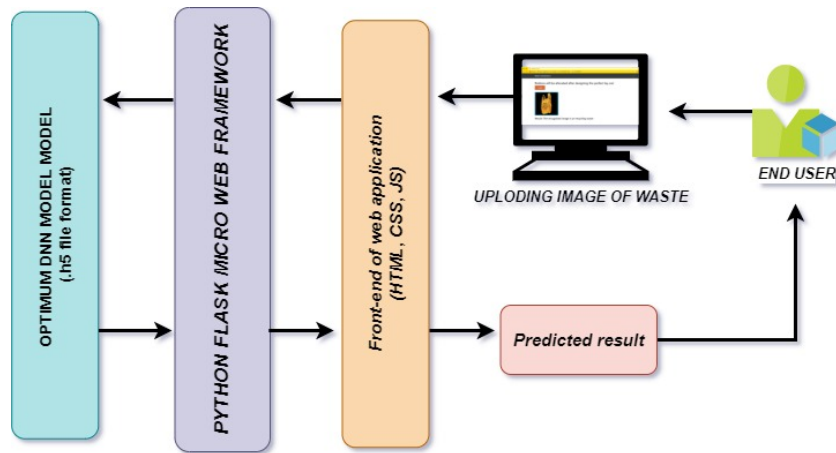 OPTIMUM DNN MODEL MODEL
(.h5 file format)
PYTHON FLASK MICRO WEB FRAMEWORK
Front-end of web application
(HTML, CSS, JS)
UPLODING IMAGE OF WASTE
END USER
Predicted result